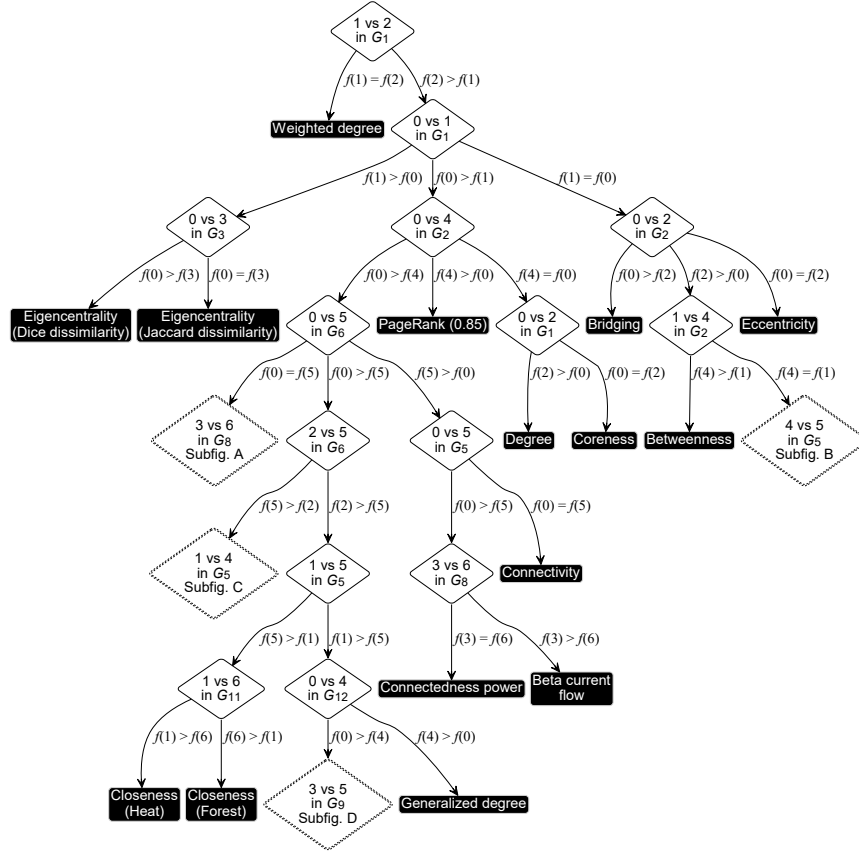 1 vs 2
in G1
f(1) = f(2)
f(2) > f(1)
Weighted degree
0 vs 1
in G1
f(1) > f(0)
f(0) > f(1)
f(1) = f(0)
0 vs 3
in G3
0 vs 4
in G2
0 vs 2
in G2
f(0) > f(3)
f(0) = f(3)
f(0) > f(4)
f(4) > f(0)
f(4) = f(0)
f(0) > f(2)
f(2) > f(0)
f(0) = f(2)
Eigencentrality
(Dice dissimilarity)
Eigencentrality
(Jaccard dissimilarity)
0 vs 5
in G6
PageRank (0.85)
0 vs 2
in G1
Bridging
1 vs 4
in G2
Eccentricity
f(0) = f(5)
f(0) > f(5)
f(5) > f(0)
f(2) > f(0)
f(0) = f(2)
f(4) > f(1)
f(4) = f(1)
3 vs 6
in G8
Subfig. A
2 vs 5
in G6
0 vs 5
in G5
Degree
Coreness
Betweenness
4 vs 5
in G5
Subfig. B
f(5) > f(2)
f(2) > f(5)
f(0) > f(5)
f(0) = f(5)
1 vs 4
in G5
Subfig. C
1 vs 5
in G5
3 vs 6
in G8
Connectivity
f(5) > f(1)
f(1) > f(5)
f(3) = f(6)
f(3) > f(6)
1 vs 6
in G11
0 vs 4
in G12
Connectedness power
Beta current
flow
f(1) > f(6)
f(6) > f(1)
f(0) > f(4)
f(4) > f(0)
Closeness
(Heat)
Closeness
(Forest)
3 vs 5
in G9
Subfig. D
Generalized degree